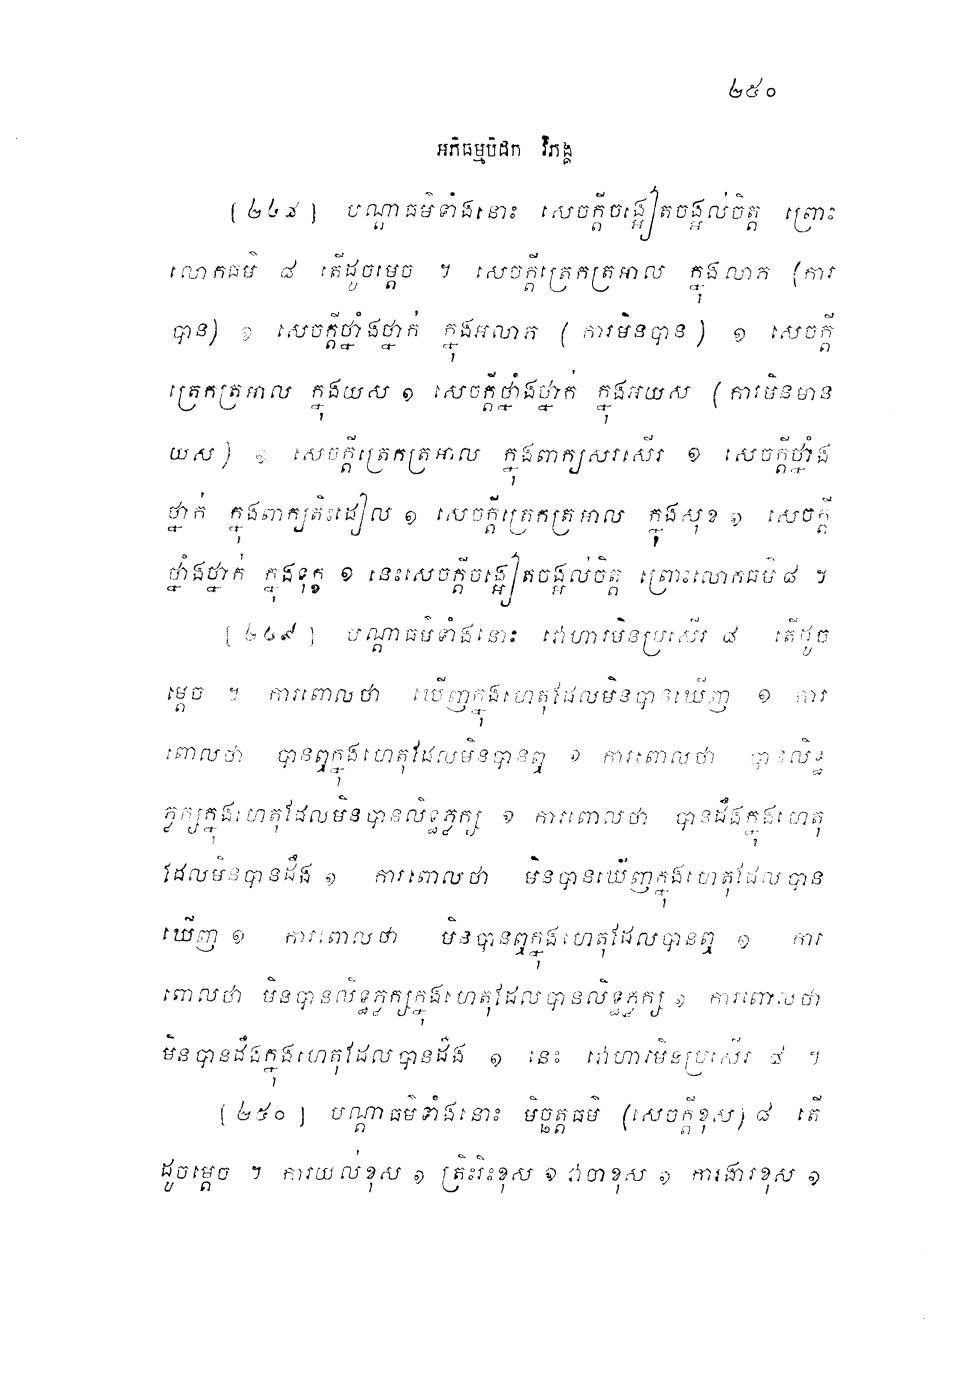 ២៥០
អភិធម្មបិដក វិភង្គ
[២៤៨] បណ្ដាធម៌ទាំងនោះ សេចក្ដីចង្អៀតចង្អល់ចិត្ត ព្រោះ
លោកធម៌ ៨ តើដូចម្ដេច ។ សេចក្ដីត្រេកត្រអាល ក្នុងលាភ (ការ
បាន) ១ សេចក្ដីថ្នាំងថ្នាក់ ក្នុងអលាភ (ការមិនបាន) ១ សេចក្ដី
ត្រេកត្រអាល ក្នុងយស ១ សេចក្ដីថ្នាំងថ្នាក់ ក្នុងអយស (ការមិនមាន
យស) ១ សេចក្ដីត្រេកត្រអាល ក្នុងពាក្យសរសើរ ១ សេចក្ដីថ្នាំង
ថ្នាក់ ក្នុងពាក្យតិះដៀល ១ សេចក្ដីត្រេកត្រអាល ក្នុងសុខ ១ សេចក្ដី
ថ្នាំងថ្នាក់ ក្នុងទុក្ខ ១ នេះសេចក្ដីចង្អៀតចង្អល់ចិត្ត ព្រោះលោកធម៌ ៨ ។
[២៤៩] បណ្ដាធម៌ទាំងនោះ វោហារមិនប្រសើរ ៨ តើដូច
ម្ដេច ។ ការពោលថា ឃើញក្នុងហេតុដែលមិនបានឃើញ ១ ការ
ពោលថា បានឮក្នុងហេតុដែលមិនបានឮ ១ ការពោលថា បានលិទ្ធ
ភ្លក្សក្នុងហេតុដែលមិនបានលិទ្ធភ្លក្ស ១ ការពោលថា បានដឹងក្នុងហេតុ
ដែលមិនបានដឹង ១ ការពោលថា មិនបានឃើញក្នុងហេតុដែលបាន
ឃើញ ១ ការពោលថា មិនបានឮក្នុងហេតុដែលបានឮ ១ ការ
ពោលថា មិនបានលិទ្ធភ្លក្សក្នុងហេតុដែលបានលិទ្ធភ្លក្ស ១ ការពោលថា
មិនបានដឹងក្នុងហេតុដែលបានដឹង ១ នេះ វោហារមិនប្រសើរ ៨ ។
[២៥០] បណ្ដាធម៌ទាំងនោះ មិច្ឆត្តធម៌ (សេចក្ដីខុស) ៨ តើ
ដូចម្ដេច ។ ការយល់ខុស ១ ត្រិះរិះខុស ១ វាចាខុស ១ ការងារខុស ១